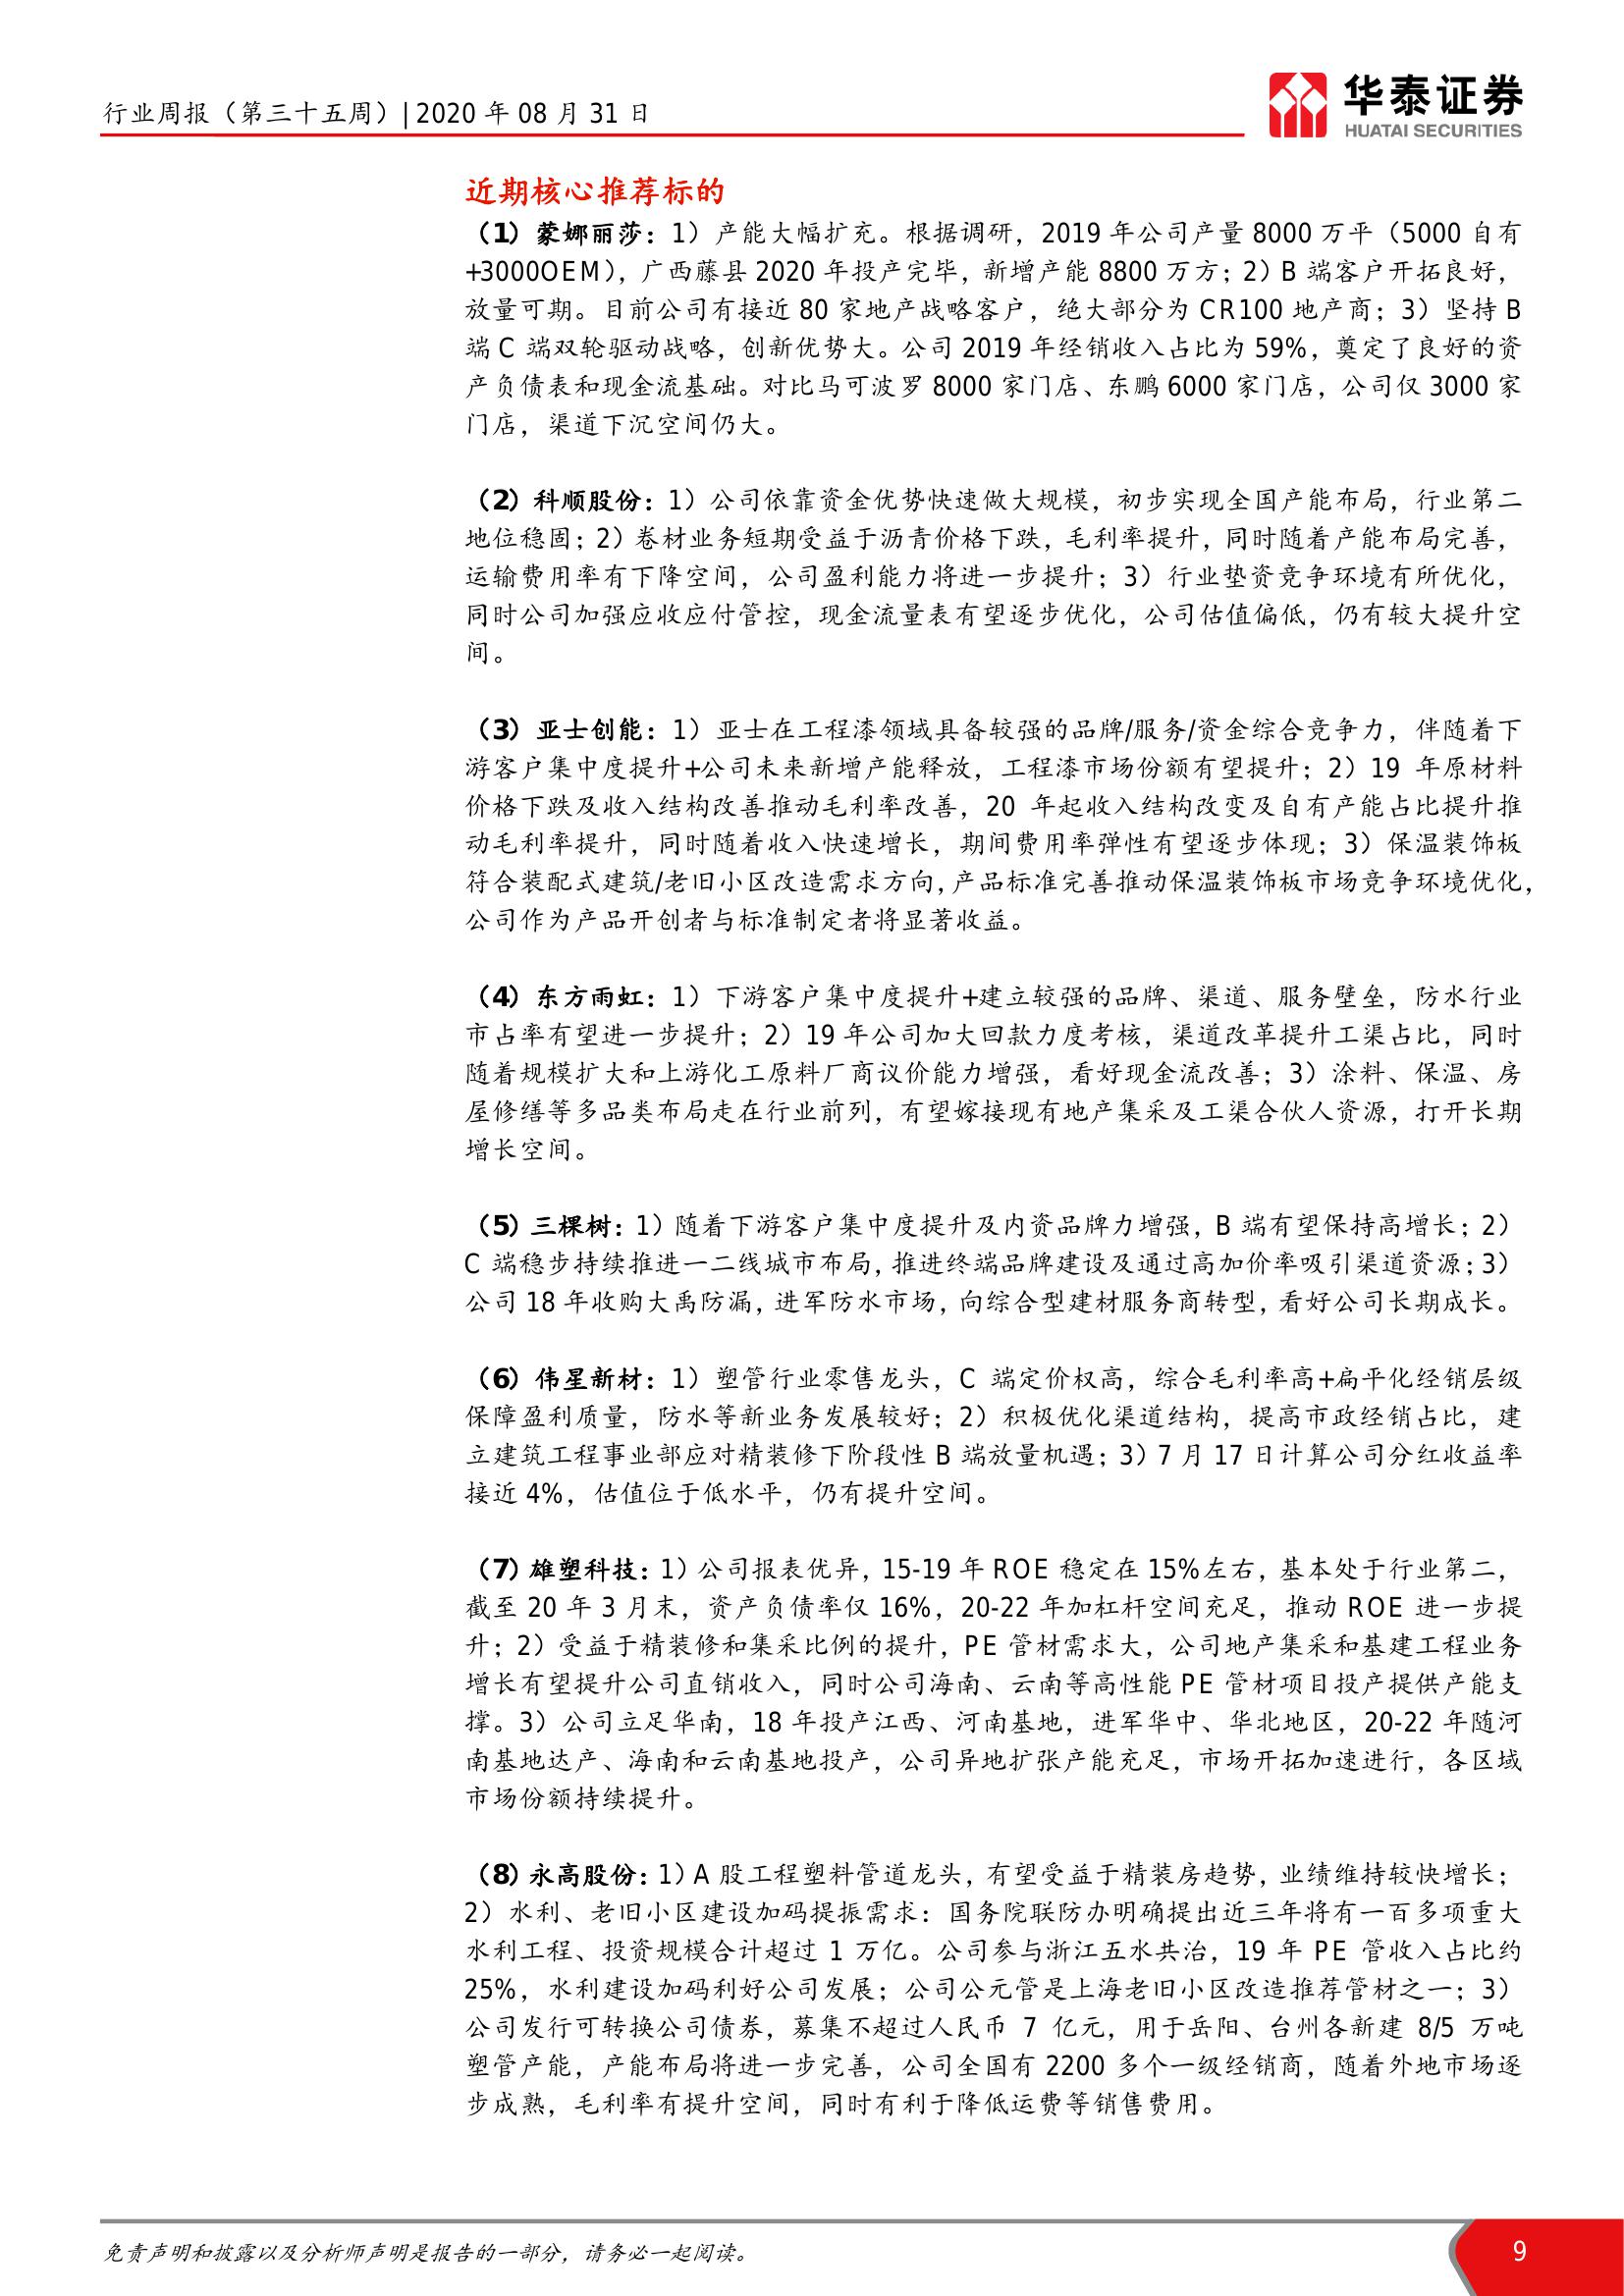 行业周报（第三十五周）| 2020 年 08 月 31 日
华泰证券
HUATAI SECURITIES
近期核心推荐标的
（1）蒙娜丽莎：1）产能大幅扩充。根据调研，2019 年公司产量 8000 万平（5000 自有
+3000OEM），广西藤县 2020 年投产完毕，新增产能 8800 万方；2）B 端客户开拓良好，
放量可期。目前公司有接近 80 家地产战略客户，绝大部分为 CR100 地产商；3）坚持 B
端 C 端双轮驱动战略，创新优势大。公司 2019 年经销收入占比为 59%，奠定了良好的资
产负债表和现金流基础。对比马可波罗 8000 家门店、东鹏 6000 家门店，公司仅 3000 家
门店，渠道下沉空间仍大。
（2）科顺股份：1）公司依靠资金优势快速做大规模，初步实现全国产能布局，行业第二
地位稳固；2）卷材业务短期受益于沥青价格下跌，毛利率提升，同时随着产能布局完善，
运输费用率有下降空间，公司盈利能力将进一步提升；3）行业垫资竞争环境有所优化，
同时公司加强应收应付管控，现金流量表有望逐步优化，公司估值偏低，仍有较大提升空
间。
（3）亚士创能：1）亚士在工程漆领域具备较强的品牌/服务/资金综合竞争力，伴随着下
游客户集中度提升+公司未来新增产能释放，工程漆市场份额有望提升；2）19 年原材料
价格下跌及收入结构改善推动毛利率改善，20 年起收入结构改变及自有产能占比提升推
动毛利率提升，同时随着收入快速增长，期间费用率弹性有望逐步体现；3）保温装饰板
符合装配式建筑/老旧小区改造需求方向，产品标准完善推动保温装饰板市场竞争环境优化，
公司作为产品开创者与标准制定者将显著收益。
（4）东方雨虹：1）下游客户集中度提升+建立较强的品牌、渠道、服务壁垒，防水行业
市占率有望进一步提升；2）19 年公司加大回款力度考核，渠道改革提升工渠占比，同时
随着规模扩大和上游化工原料厂商议价能力增强，看好现金流改善；3）涂料、保温、房
屋修缮等多品类布局走在行业前列，有望嫁接现有地产集采及工渠合伙人资源，打开长期
增长空间。
（5）三棵树：1）随着下游客户集中度提升及内资品牌力增强，B 端有望保持高增长；2）
C 端稳步持续推进一二线城市布局，推进终端品牌建设及通过高加价率吸引渠道资源；3）
公司 18 年收购大禹防漏，进军防水市场，向综合型建材服务商转型，看好公司长期成长。
（6）伟星新材：1）塑管行业零售龙头，C 端定价权高，综合毛利率高+扁平化经销层级
保障盈利质量，防水等新业务发展较好；2）积极优化渠道结构，提高市政经销占比，建
立建筑工程事业部应对精装修下阶段性 B 端放量机遇；3）7 月 17 日计算公司分红收益率
接近 4%，估值位于低水平，仍有提升空间。
（7）雄塑科技：1）公司报表优异，15-19 年 ROE 稳定在 15%左右，基本处于行业第二，
截至 20 年 3 月末，资产负债率仅 16%，20-22 年加杠杆空间充足，推动 ROE 进一步提
升；2）受益于精装修和集采比例的提升，PE 管材需求大，公司地产集采和基建工程业务
增长有望提升公司直销收入，同时公司海南、云南等高性能 PE 管材项目投产提供产能支
撑。3）公司立足华南，18 年投产江西、河南基地，进军华中、华北地区，20-22 年随河
南基地达产、海南和云南基地投产，公司异地扩张产能充足，市场开拓加速进行，各区域
市场份额持续提升。
（8）永高股份：1）A 股工程塑料管道龙头，有望受益于精装房趋势，业绩维持较快增长；
2）水利、老旧小区建设加码提振需求：国务院联防办明确提出近三年将有一百多项重大
水利工程、投资规模合计超过 1 万亿。公司参与浙江五水共治，19 年 PE 管收入占比约
25%，水利建设加码利好公司发展；公司公元管是上海老旧小区改造推荐管材之一；3）
公司发行可转换公司债券，募集不超过人民币 7 亿元，用于岳阳、台州各新建 8/5 万吨
塑管产能，产能布局将进一步完善，公司全国有 2200 多个一级经销商，随着外地市场逐
步成熟，毛利率有提升空间，同时有利于降低运费等销售费用。
免责声明和披露以及分析师声明是报告的一部分，请务必一起阅读。
9